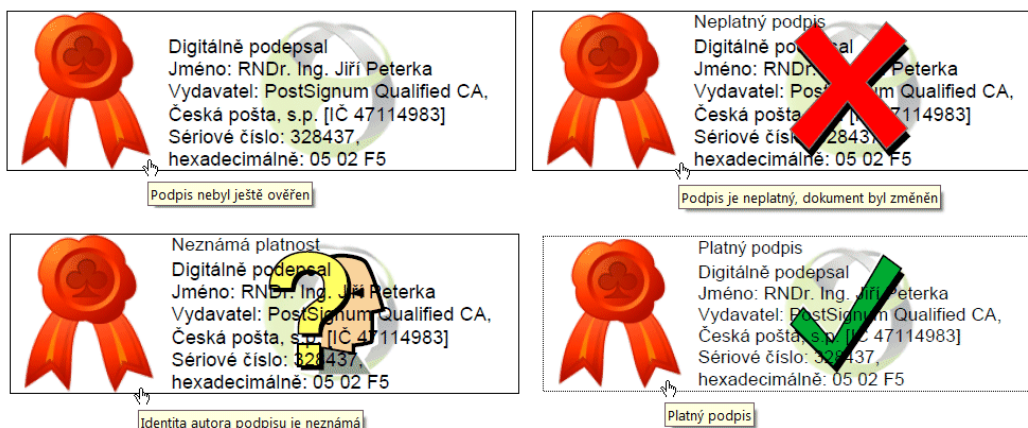 Digitálně podepsal
Jméno: RNDr. Ing. Jiří Peterka
Vydavatel: PostSignum Qualified CA,
Česká pošta, s.p. [IČ 47114983]
Sériové číslo: 328437,
hexadecimálně: 05 02 F5
Podpis nebyl ještě ověřen
Neplatný podpis
Digitálně podepsal
Jméno: RNDr. Ing. Jiří Peterka
Vydavatel: PostSignum Qualified CA,
Česká pošta, s.p. [IČ 47114983]
Sériové číslo: 328437,
hexadecimálně: 05 02 F5
Podpis je neplatný, dokument byl změněn
Neznámá platnost
Digitálně podepsal
Jméno: RNDr. Ing. Jiří Peterka
Vydavatel: PostSignum Qualified CA,
Česká pošta, s.p. [IČ 47114983]
Sériové číslo: 328437,
hexadecimálně: 05 02 F5
Identita autora podpisu je neznámá
Platný podpis
Digitálně podepsal
Jméno: RNDr. Ing. Jiří Peterka
Vydavatel: PostSignum Qualified CA,
Česká pošta, s.p. [IČ 47114983]
Sériové číslo: 328437,
hexadecimálně: 05 02 F5
Platný podpis